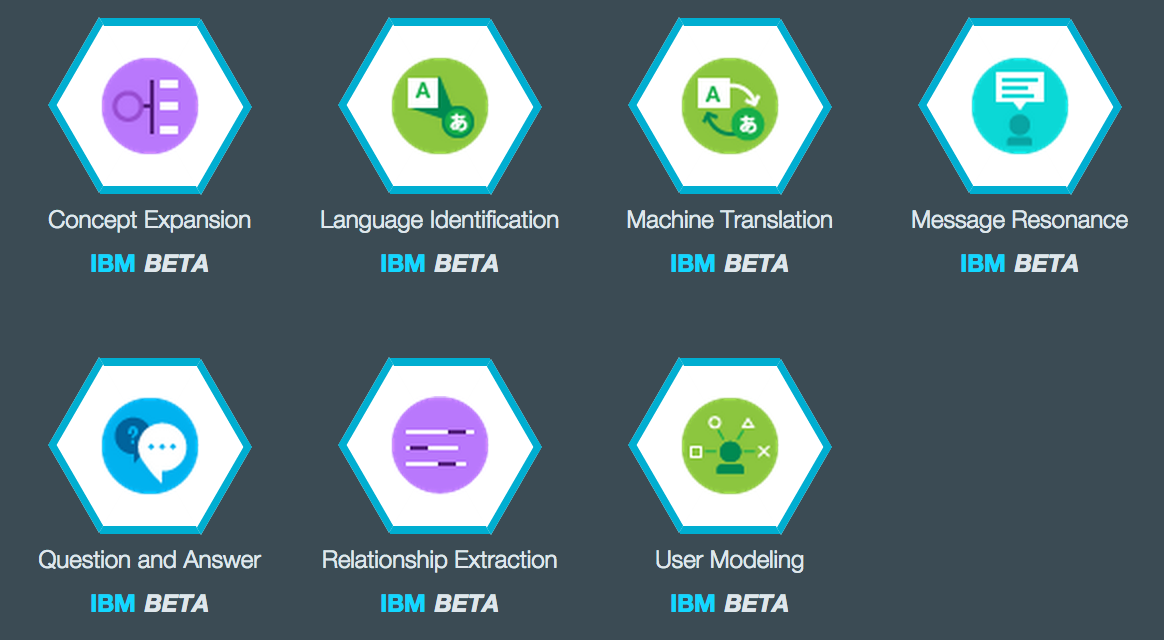 A あ
A あ
Concept Expansion
Language Identification
Machine Translation
Message Resonance
IBM BETA
IBM BETA
IBM BETA
IBM BETA
?
Question and Answer
Relationship Extraction
User Modeling
IBM BETA
IBM BETA
IBM BETA